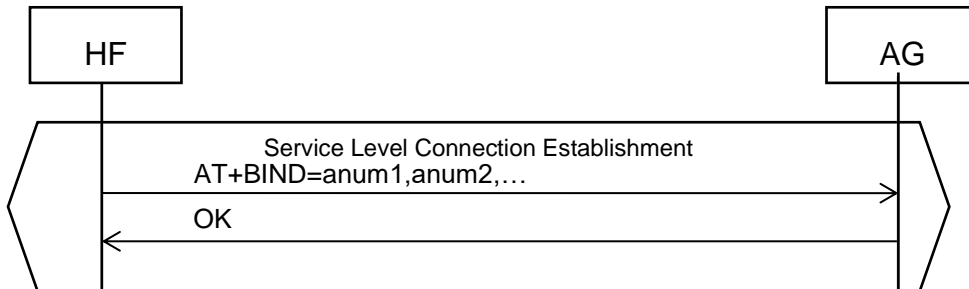 HF
AG
Service Level Connection Establishment
AT+BIND=anum1,anum2,…
OK